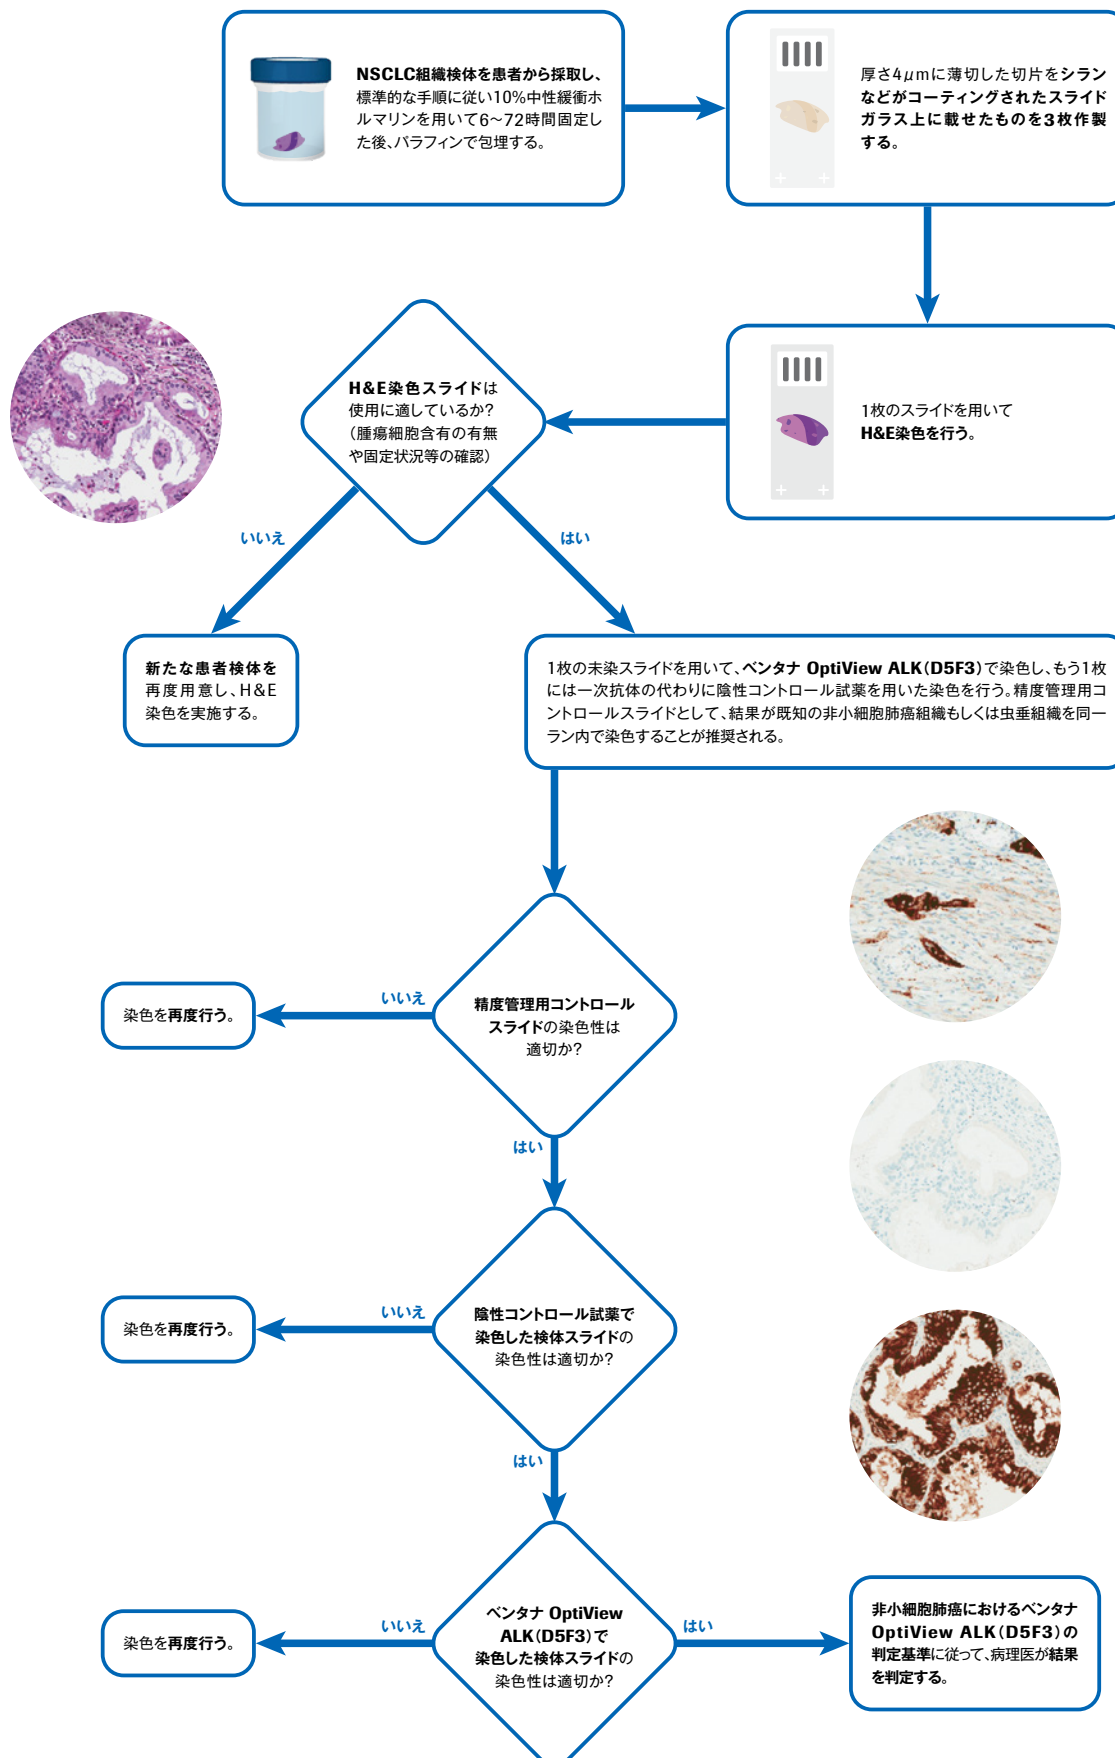 NSCLC組織検体を患者から採取し、
標準的な手順に従い10%中性緩衝ホ
ルマリンを用いて6〜72時間固定し
た後、パラフィンで包埋する。
厚さ4μmに薄切した切片をシラン
などがコーティングされたスライド
ガラス上に載せたものを3枚作製
する。
1枚のスライドを用いて
H&E染色を行う。
H&E染色スライドは
使用に適しているか?
(腫瘍細胞含有の有無
や固定状況等の確認)
いいえ
はい
新たな患者検体を
再度用意し、H&E
染色を実施する。
1枚の未染スライドを用いて、ベンタナ OptiView ALK(D5F3)で染色し、もう1枚
には一次抗体の代わりに陰性コントロール試薬を用いた染色を行う。精度管理用コ
ントロールスライドとして、結果が既知の非小細胞肺癌組織もしくは虫垂組織を同一
ラン内で染色することが推奨される。
精度管理用コントロール
スライドの染色性は
適切か?
いいえ
染色を再度行う。
はい
陰性コントロール試薬で
染色した検体スライドの
染色性は適切か?
いいえ
染色を再度行う。
はい
ベンタナ OptiView
ALK(D5F3)で
染色した検体スライドの
染色性は適切か?
いいえ
染色を再度行う。
はい
非小細胞肺癌におけるベンタナ
OptiView ALK(D5F3)の
判定基準に従って、病理医が結果
を判定する。